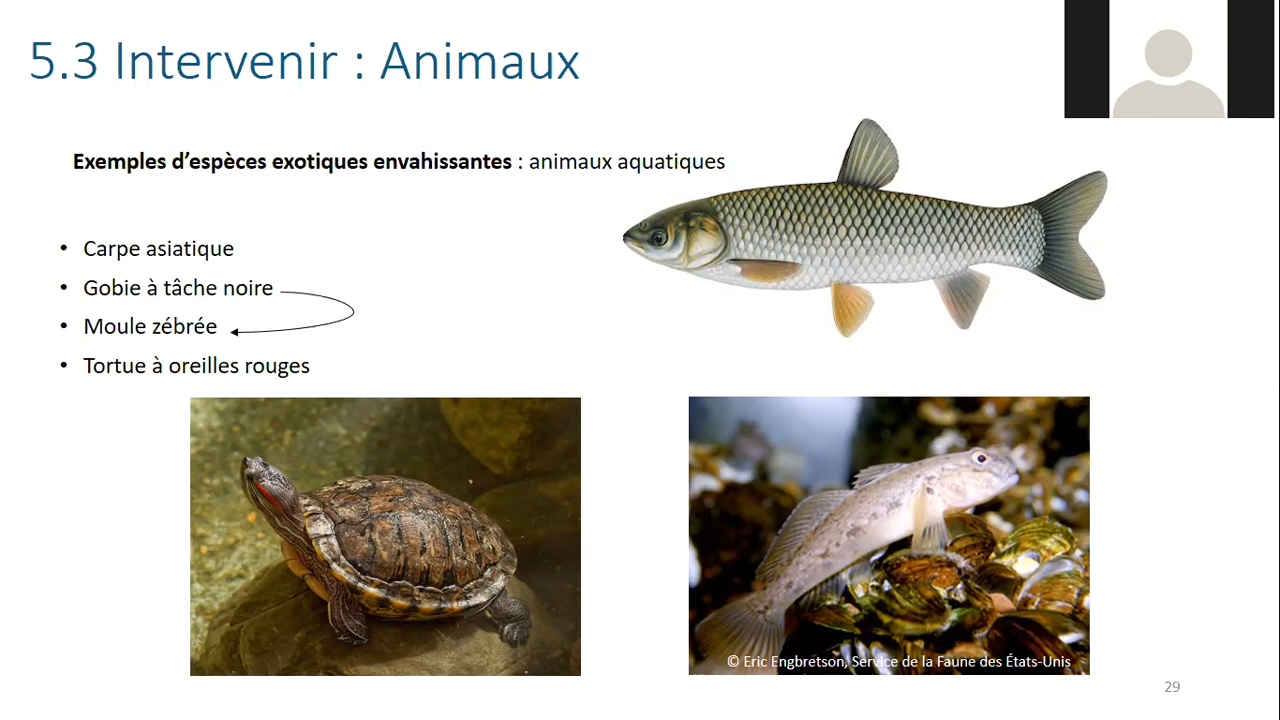 5.3 Intervenir : Animaux
Exemples d’espèces exotiques envahissantes : animaux aquatiques
• Carpe asiatique
• Gobie à tâche noire
• Moule zébrée
• Tortue à oreilles rouges
© Eric Engbretson, Service de la Faune des États-Unis
29